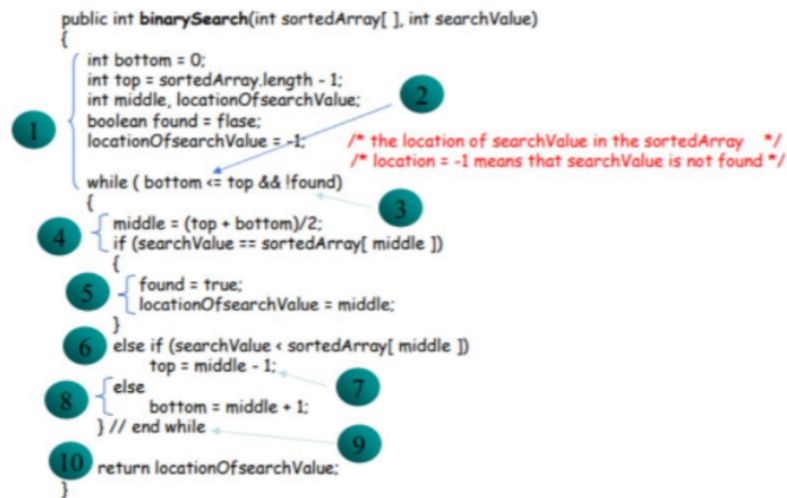 public int binarySearch(int sortedArray[ ], int searchValue)
{
int bottom = 0;
int top = sortedArray.length - 1;
int middle, locationOfsearchValue;
2
1
boolean found = flase;
locationOfsearchValue = -1; /* the location of searchValue in the sortedArray */
/* location = -1 means that searchValue is not found */
while ( bottom <= top && !found)
{
3
4
middle = (top + bottom)/2;
if (searchValue == sortedArray[ middle ])
{
5
found = true;
locationOfsearchValue = middle;
}
6 else if (searchValue < sortedArray[ middle ])
top = middle - 1;
7
8
else
bottom = middle + 1;
} // end while
9
10 return locationOfsearchValue;
}